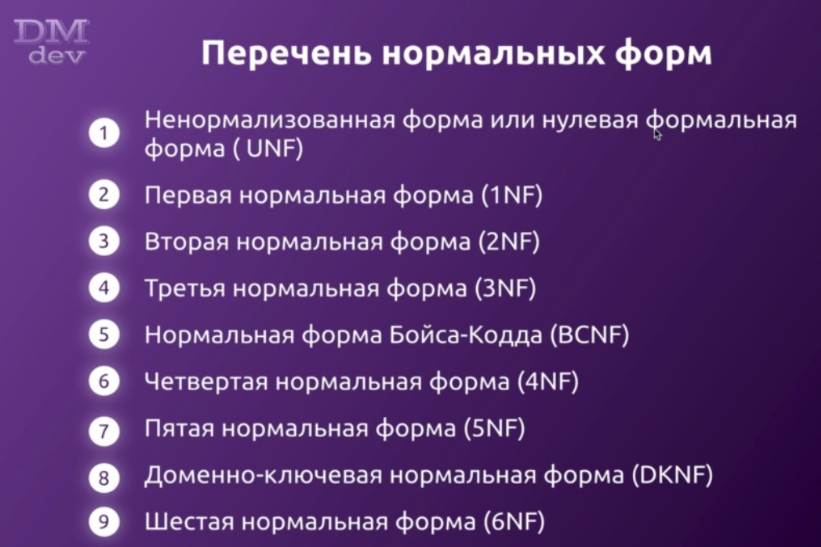 DM
dev
Перечень нормальных форм
1
Ненормализованная форма или нулевая формальная
форма ( UNF)
2
Первая нормальная форма (1NF)
3
Вторая нормальная форма (2NF)
4
Третья нормальная форма (3NF)
5
Нормальная форма Бойса-Кодда (BCNF)
6
Четвертая нормальная форма (4NF)
7
Пятая нормальная форма (5NF)
8
Доменно-ключевая нормальная форма (DKNF)
9
Шестая нормальная форма (6NF)